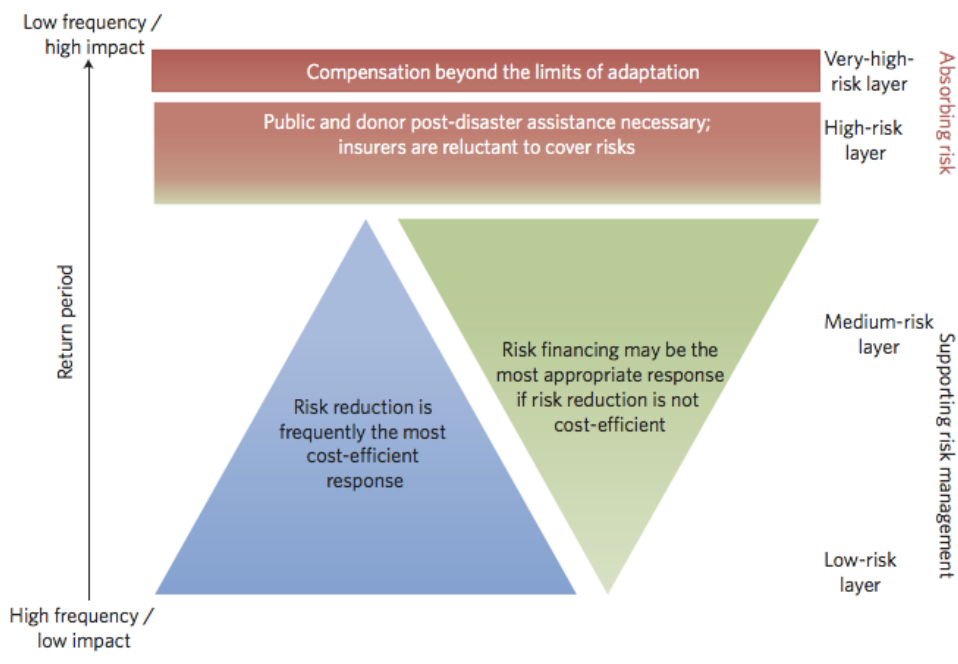 Low frequency /
high impact
Compensation beyond the limits of adaptation
Very-high-
risk layer
Absorbing risk
Public and donor post-disaster assistance necessary;
insurers are reluctant to cover risks
High-risk
layer
Return period
Medium-risk
layer
Risk financing may be the
most appropriate response
if risk reduction is not
cost-efficient
Risk reduction is
frequently the most
cost-efficient
response
Supporting risk management
Low-risk
layer
High frequency /
low impact